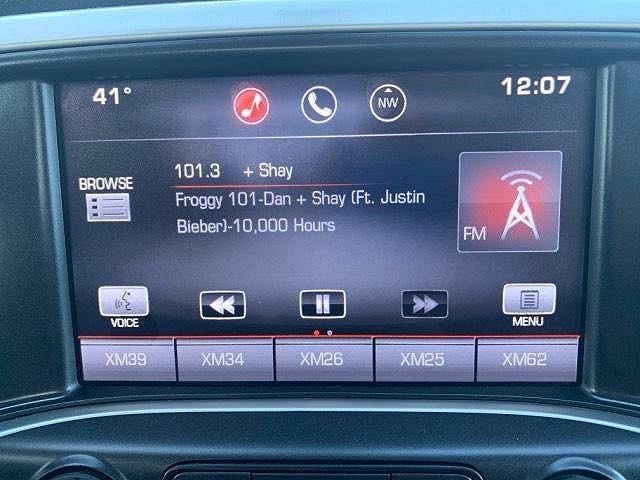 41° NW 12:07
BROWSE
101.3 + Shay
Froggy 101-Dan + Shay (Ft. Justin
Bieber)-10,000 Hours
FM
VOICE
MENU
XM39 XM34 XM26 XM25 XM62